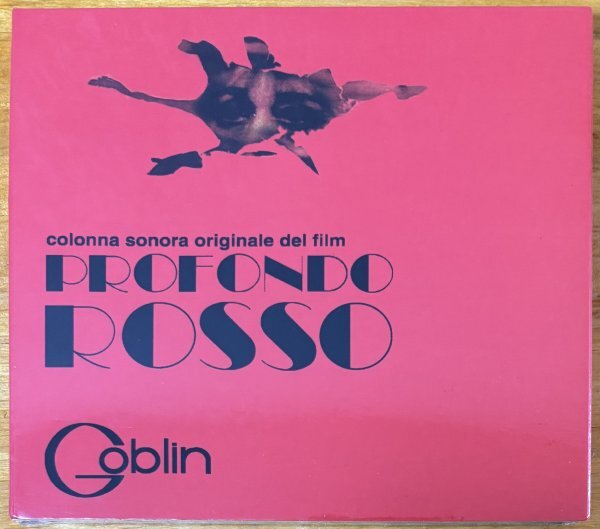 colonna sonora originale del film
PROFONDO
ROSSO
Goblin